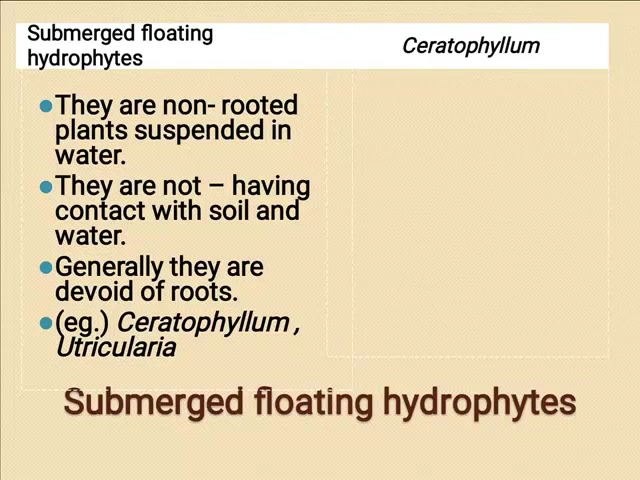 Submerged floating
hydrophytes
Ceratophyllum
They are non- rooted
plants suspended in
water.
They are not – having
contact with soil and
water.
Generally they are
devoid of roots.
(eg.) Ceratophyllum ,
Utricularia
Submerged floating hydrophytes